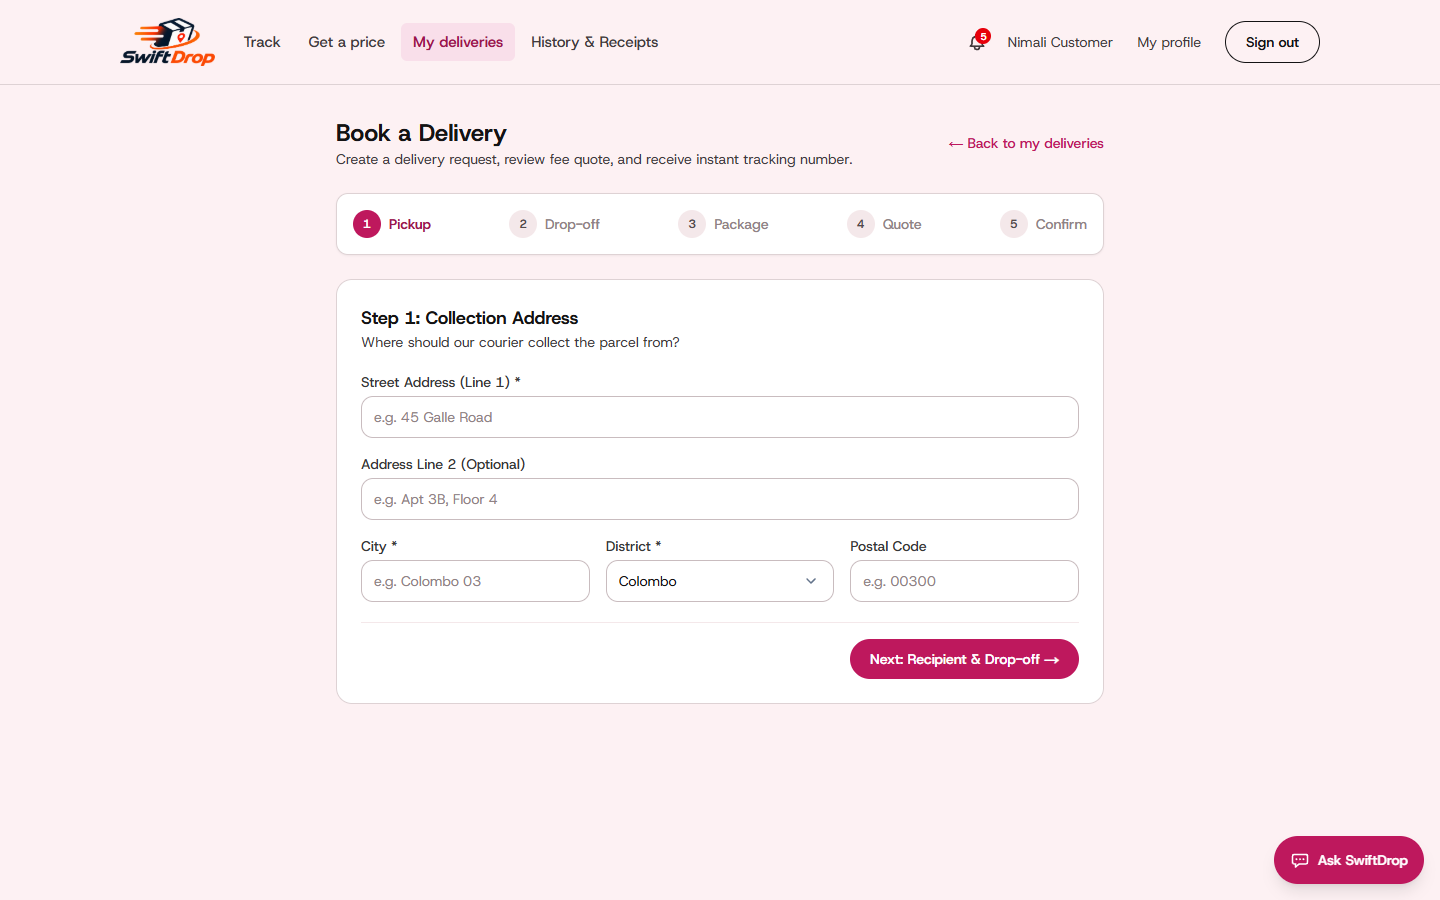 SwiftDrop
Track
Get a price
My deliveries
History & Receipts
5
Nimali Customer
My profile
Sign out
Book a Delivery
Create a delivery request, review fee quote, and receive instant tracking number.
← Back to my deliveries
1 Pickup
2 Drop-off
3 Package
4 Quote
5 Confirm
Step 1: Collection Address
Where should our courier collect the parcel from?
Street Address (Line 1) *
e.g. 45 Galle Road
Address Line 2 (Optional)
e.g. Apt 3B, Floor 4
City *
District *
Postal Code
e.g. Colombo 03
Colombo
e.g. 00300
Next: Recipient & Drop-off →
Ask SwiftDrop